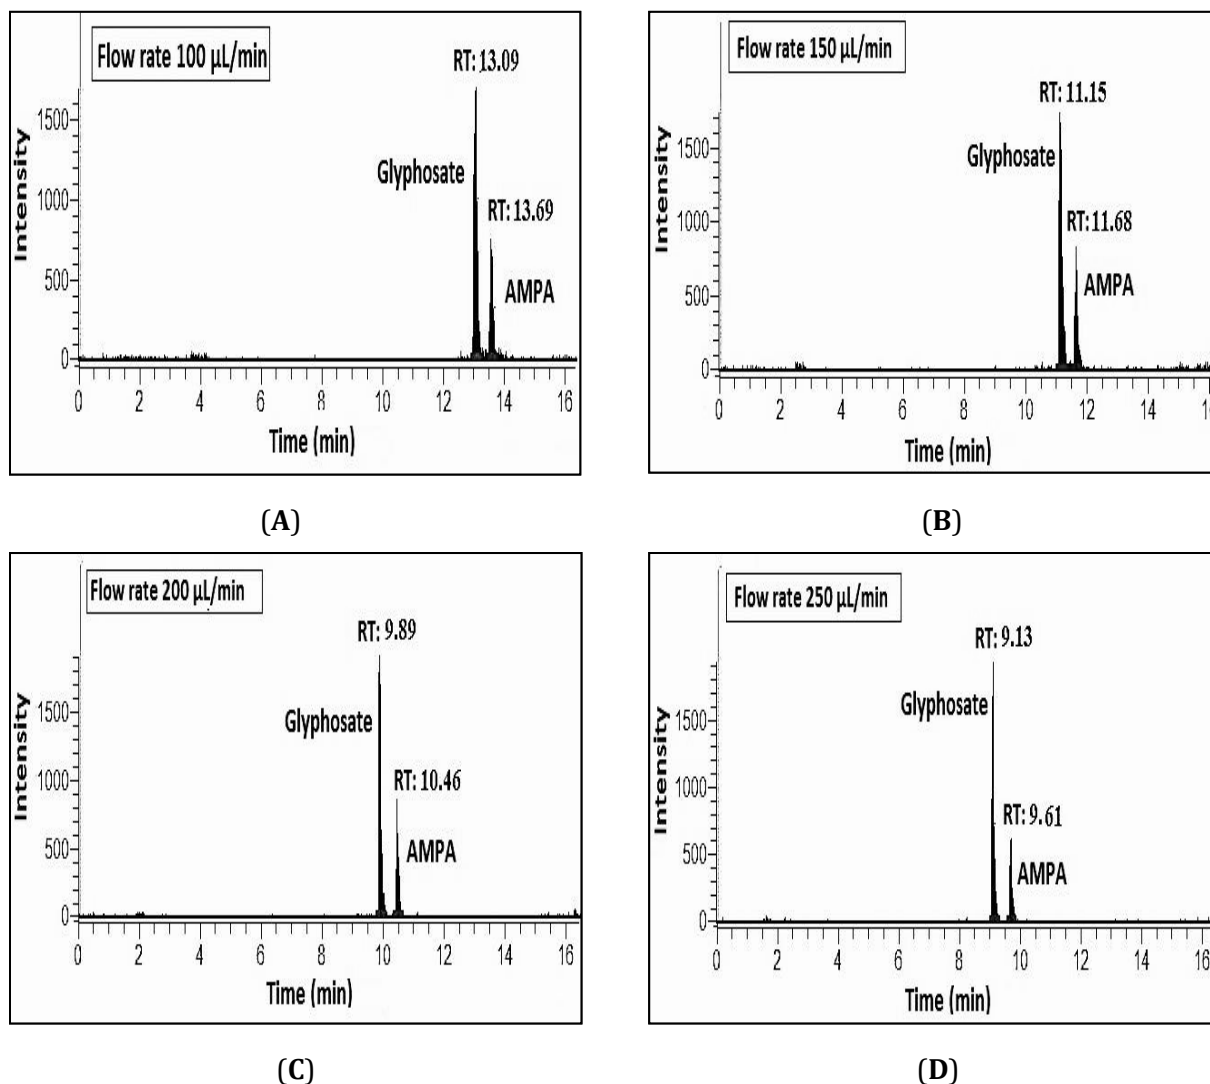 Flow rate 100 µL/min
RT: 13.09
Glyphosate
RT: 13.69
AMPA
Intensity
1500
1000
500
0
0 2 4 6 8 10 12 14 16
Time (min)
(A)
Flow rate 150 µL/min
RT: 11.15
Glyphosate
RT: 11.68
AMPA
Intensity
1500
1000
500
0
0 2 4 6 8 10 12 14 16
Time (min)
(B)
Flow rate 200 µL/min
RT: 9.89
Glyphosate
RT: 10.46
AMPA
Intensity
1500
1000
500
0
0 2 4 6 8 10 12 14 16
Time (min)
(C)
Flow rate 250 µL/min
RT: 9.13
Glyphosate
RT: 9.61
AMPA
Intensity
1500
1000
500
0
0 2 4 6 8 10 12 14 16
Time (min)
(D)